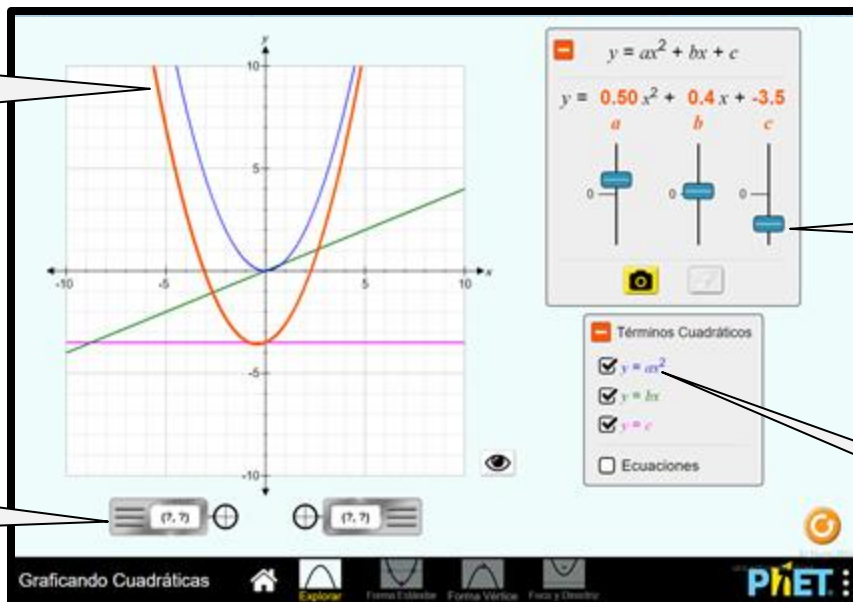 y
10
5
-10
-5
5
10
x
-5
-10
(?, ?)
(?, ?)
y = ax² + bx + c
y = 0.50 x² + 0.4 x + -3.5
a b c
0 0 0
Términos Cuadráticos
y = ax²
y = bx
y = c
Ecuaciones
Graficando Cuadráticas
Explorar
Forma Estándar
Forma Vértice
Foco y Directriz
PhET